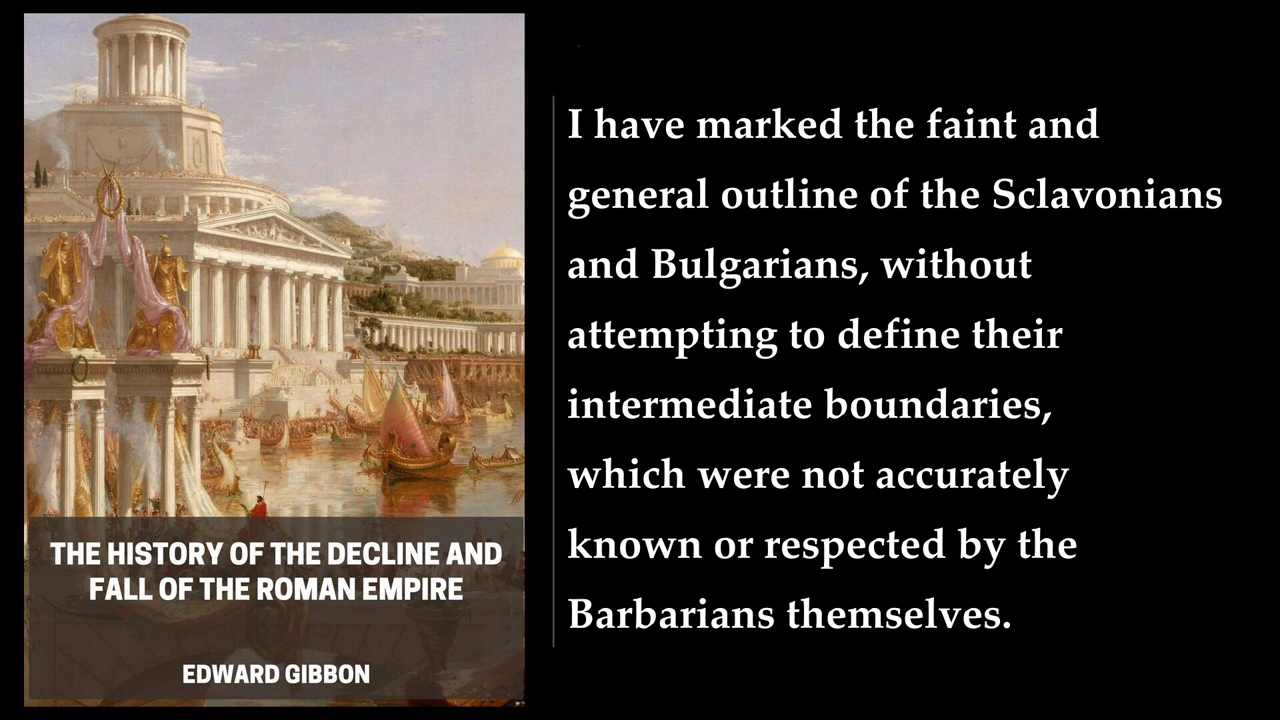 THE HISTORY OF THE DECLINE AND
FALL OF THE ROMAN EMPIRE
EDWARD GIBBON
I have marked the faint and
general outline of the Sclavonians
and Bulgarians, without
attempting to define their
intermediate boundaries,
which were not accurately
known or respected by the
Barbarians themselves.